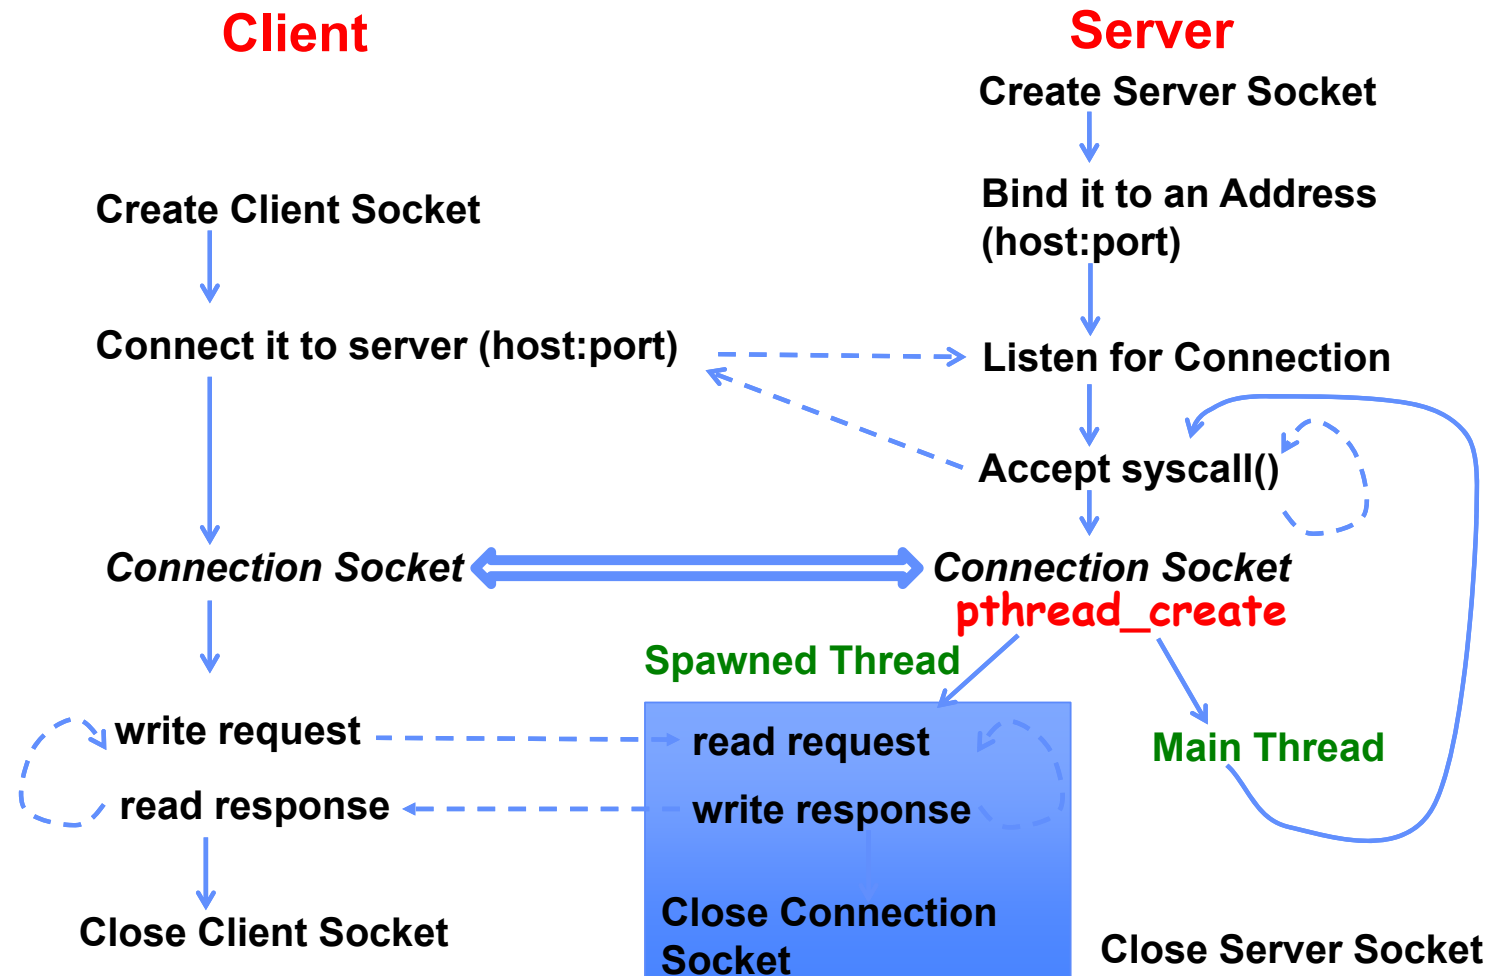 Client
Server
Create Server Socket
Create Client Socket
Bind it to an Address
(host:port)
Connect it to server (host:port)
Listen for Connection
Accept syscall()
Connection Socket
Connection Socket
pthread_create
Spawned Thread
write request
read request
Main Thread
read response
write response
Close Client Socket
Close Connection
Socket
Close Server Socket